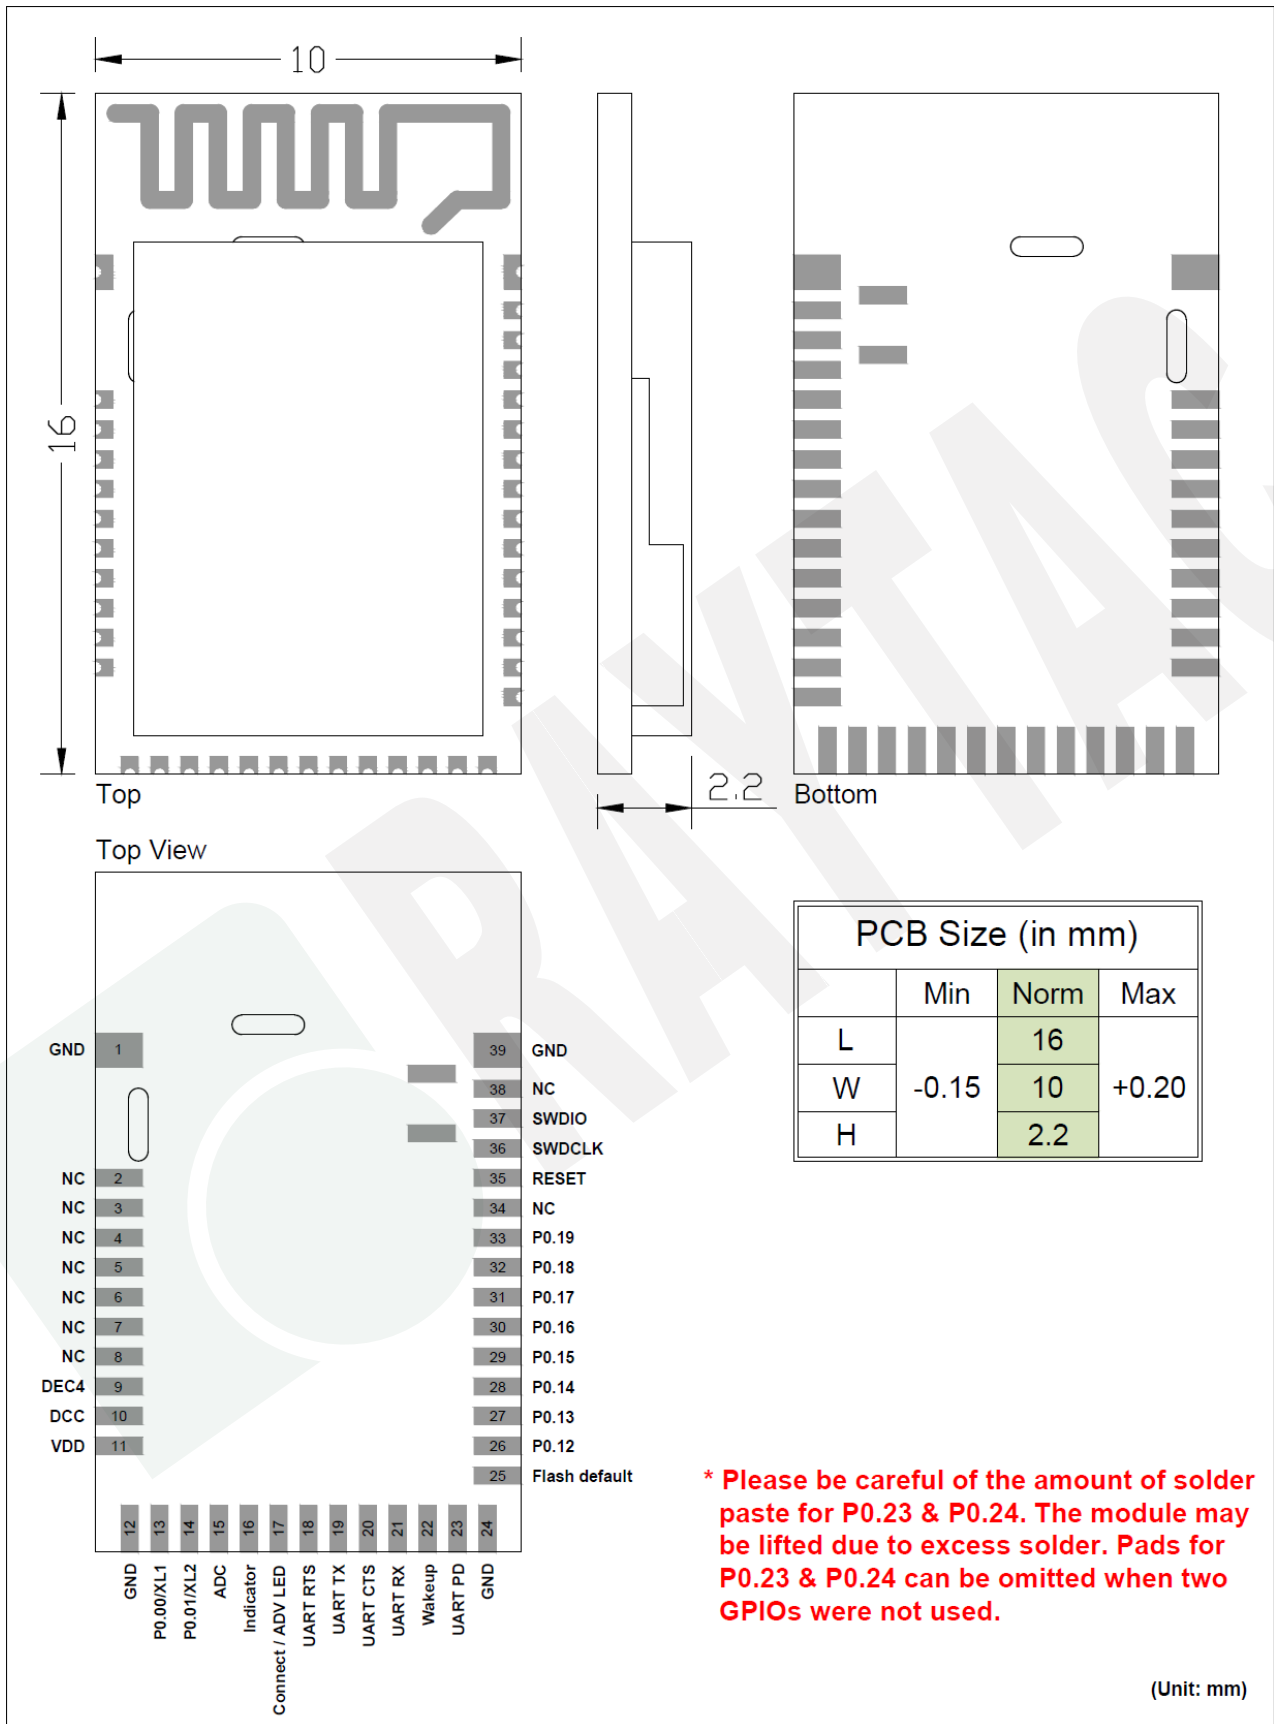 10
16
2.2
Top
Bottom
Top View
GND 1
NC 2
NC 3
NC 4
NC 5
NC 6
NC 7
NC 8
DEC4 9
DCC 10
VDD 11
12 GND
13 P0.00/XL1
14 P0.01/XL2
15 ADC
16 Indicator
17 Connect / ADV LED
18 UART RTS
19 UART TX
20 UART CTS
21 UART RX
22 Wakeup
23 UART PD
24 GND
39 GND
38 NC
37 SWDIO
36 SWDCLK
35 RESET
34 NC
33 P0.19
32 P0.18
31 P0.17
30 P0.16
29 P0.15
28 P0.14
27 P0.13
26 P0.12
25 Flash default
PCB Size (in mm)
Min Norm Max
L 16
W -0.15 10 +0.20
H 2.2
* Please be careful of the amount of solder
paste for P0.23 & P0.24. The module may
be lifted due to excess solder. Pads for
P0.23 & P0.24 can be omitted when two
GPIOs were not used.
(Unit: mm)
RAYTAC